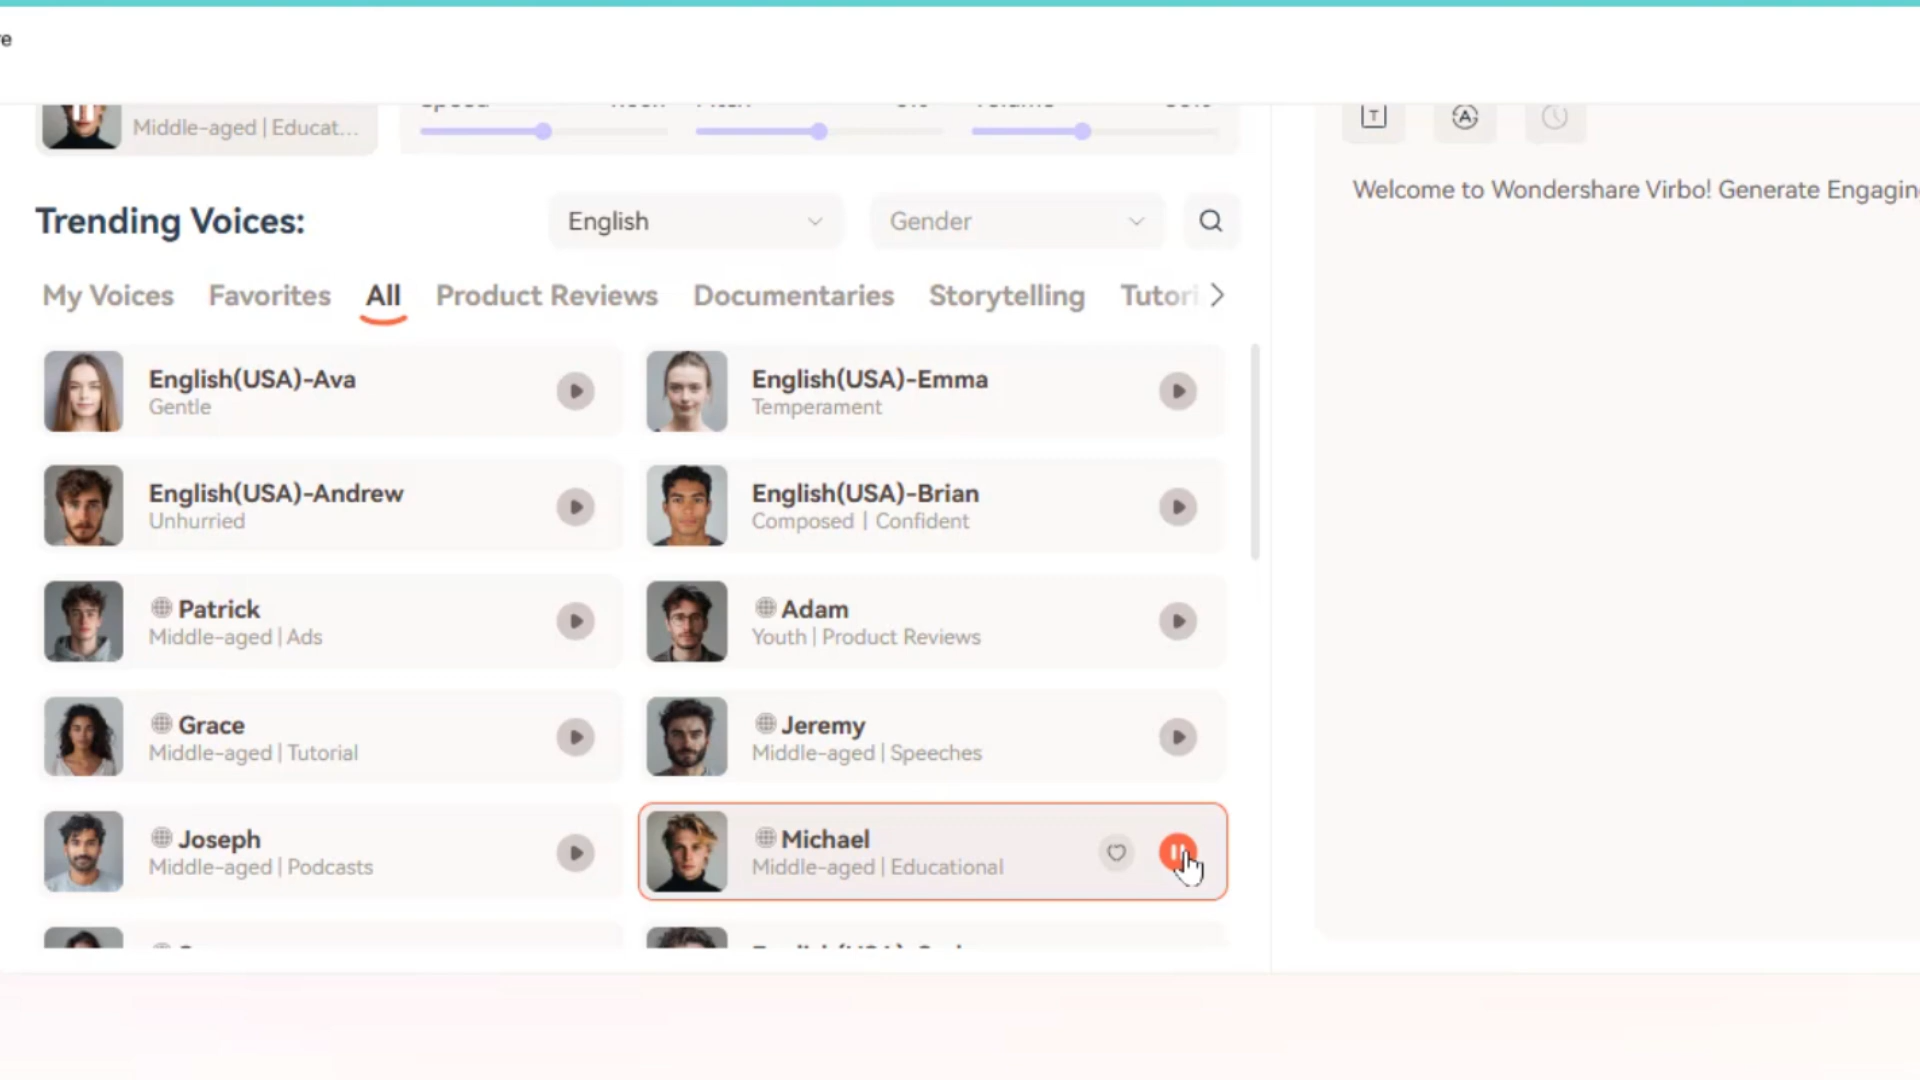 Middle-aged | Educat...
T
A
Welcome to Wondershare Virbo! Generate Engaging
Trending Voices:
English
Gender
My Voices
Favorites
All
Product Reviews
Documentaries
Storytelling
Tutori
English(USA)-Ava
Gentle
English(USA)-Emma
Temperament
English(USA)-Andrew
Unhurried
English(USA)-Brian
Composed | Confident
Patrick
Middle-aged | Ads
Adam
Youth | Product Reviews
Grace
Middle-aged | Tutorial
Jeremy
Middle-aged | Speeches
Joseph
Middle-aged | Podcasts
Michael
Middle-aged | Educational